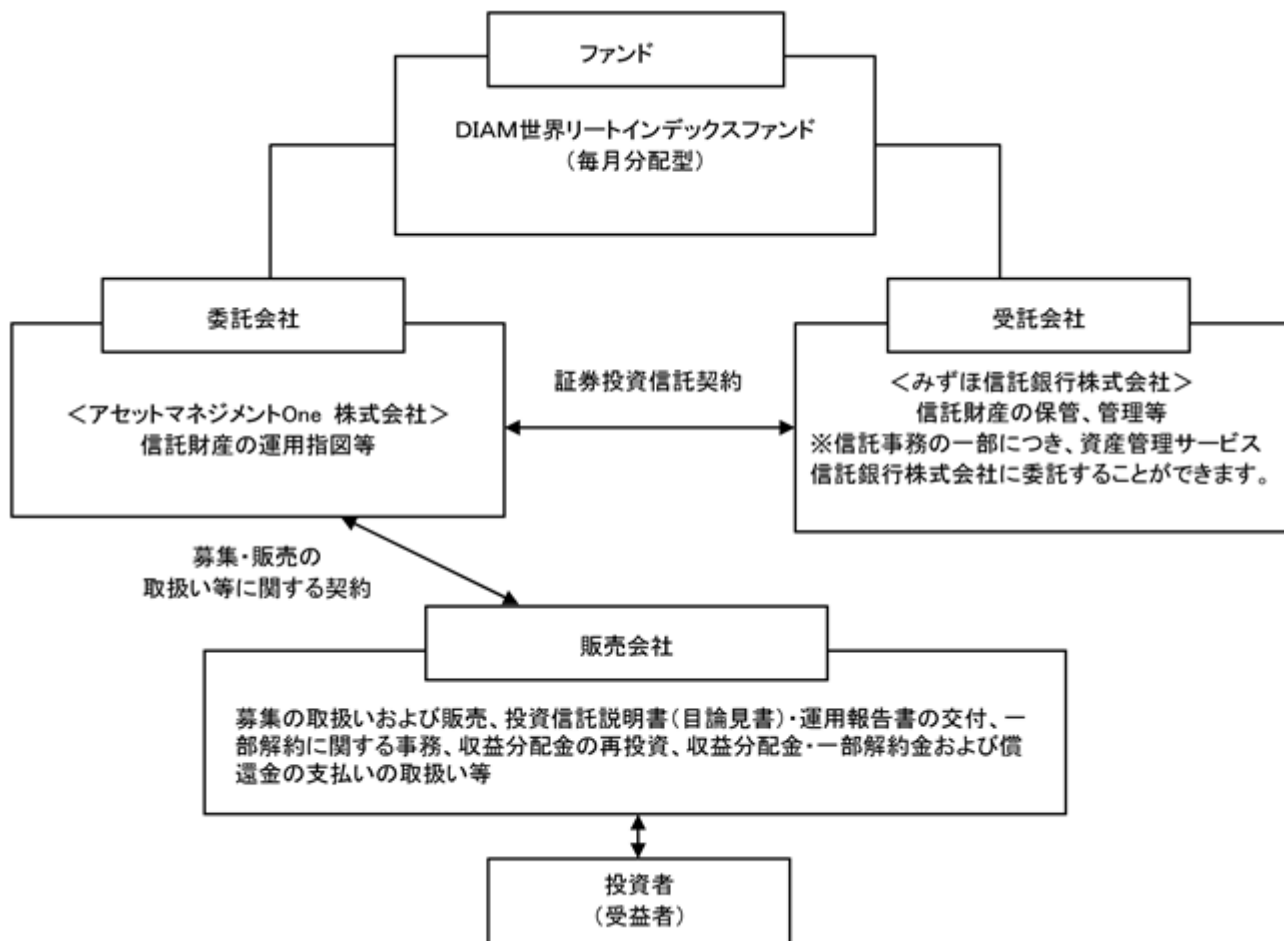 ファンド
DIAM世界リートインデックスファンド
（毎月分配型）
委託会社
＜アセットマネジメントOne 株式会社＞
信託財産の運用指図等
証券投資信託契約
受託会社
＜みずほ信託銀行株式会社＞
信託財産の保管、管理等
※信託事務の一部につき、資産管理サービス
信託銀行株式会社に委託することができます。
募集・販売の
取扱い等に関する契約
販売会社
募集の取扱いおよび販売、投資信託説明書（目論見書）・運用報告書の交付、一
部解約に関する事務、収益分配金の再投資、収益分配金・一部解約金および償
還金の支払いの取扱い等
投資者
（受益者）